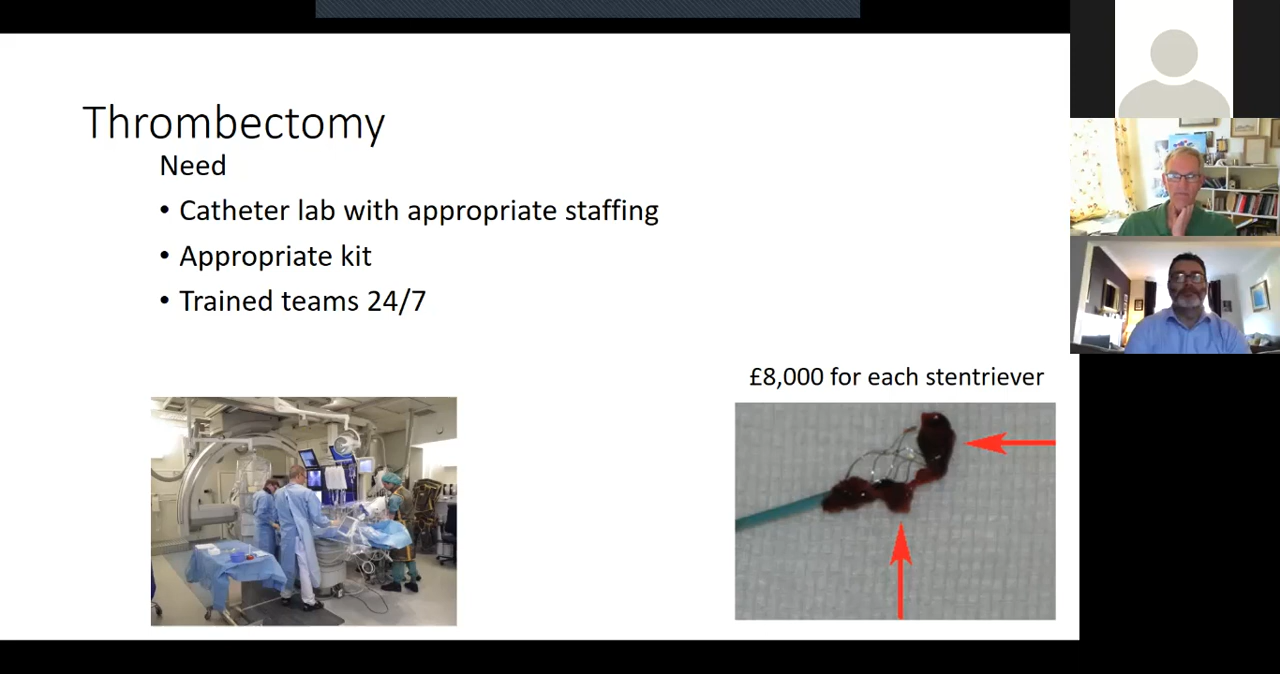 Thrombectomy
Need
• Catheter lab with appropriate staffing
• Appropriate kit
• Trained teams 24/7
£8,000 for each stentriever